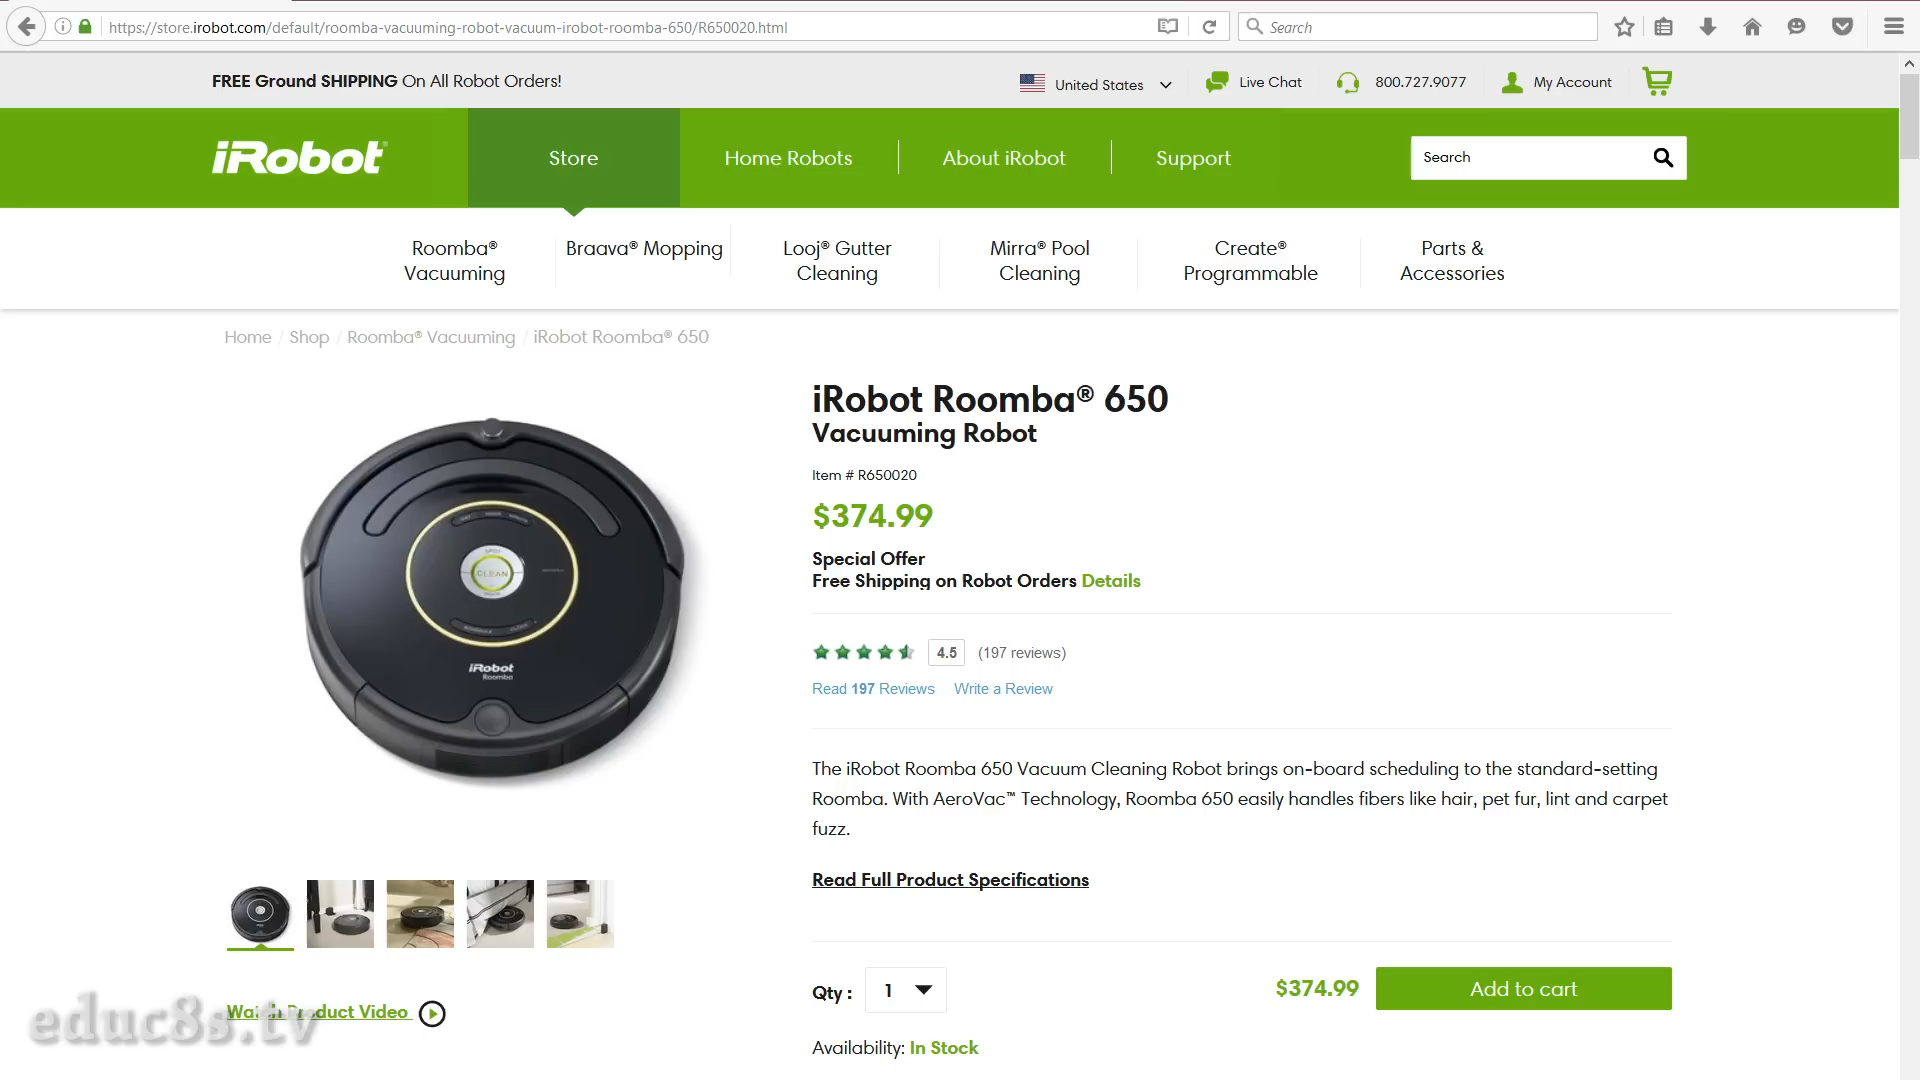 https://store.irobot.com/default/roomba-vacuuming-robot-vacuum-irobot-roomba-650/R650020.html
Search
FREE Ground SHIPPING On All Robot Orders!
United States
Live Chat
800.727.9077
My Account
iRobot
Store
Home Robots
About iRobot
Support
Search
Roomba® Vacuuming
Braava® Mopping
Looj® Gutter Cleaning
Mirra® Pool Cleaning
Create® Programmable
Parts & Accessories
Home / Shop / Roomba® Vacuuming / iRobot Roomba® 650
iRobot Roomba® 650
Vacuuming Robot
Item # R650020
$374.99
Special Offer
Free Shipping on Robot Orders Details
4.5 (197 reviews)
Read 197 Reviews Write a Review
The iRobot Roomba 650 Vacuum Cleaning Robot brings on-board scheduling to the standard-setting
Roomba. With AeroVac™ Technology, Roomba 650 easily handles fibers like hair, pet fur, lint and carpet
fuzz.
Read Full Product Specifications
Qty : 1
$374.99
Add to cart
Availability: In Stock
CLEAN
iRobot
Roomba
Watch Product Video
educ8s.tv